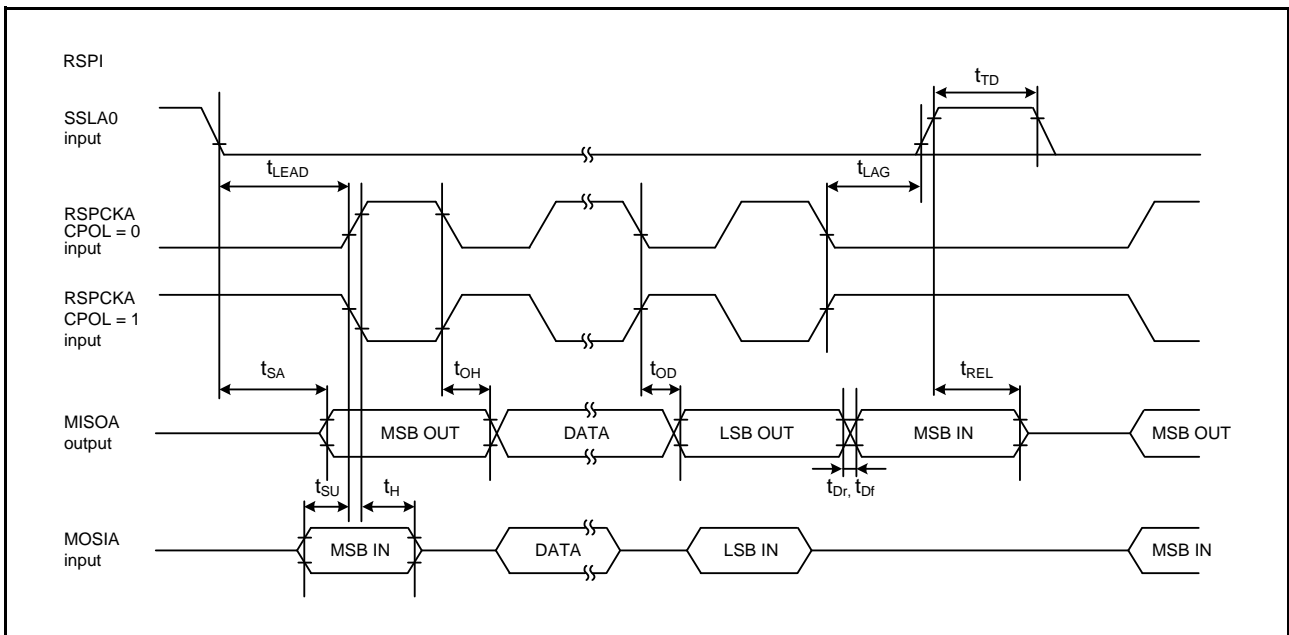 RSPI
tTD
SSLA0
input
tLEAD
tLAG
RSPCKA
CPOL = 0
input
RSPCKA
CPOL = 1
input
tSA
tOH
tOD
tREL
MISOA
output
MSB OUT
DATA
LSB OUT
MSB IN
MSB OUT
tSU
tH
tDr, tDf
MOSIA
input
MSB IN
DATA
LSB IN
MSB IN